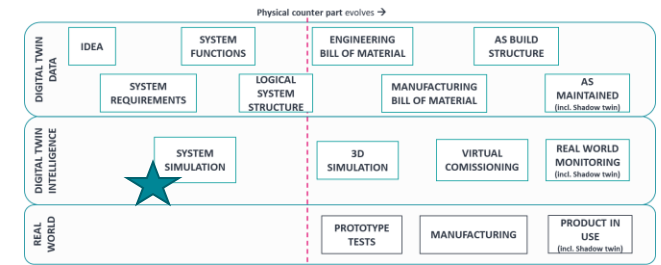 Physical counter part evolves →
DIGITAL TWIN
DATA
IDEA
SYSTEM
FUNCTIONS
ENGINEERING
BILL OF MATERIAL
AS BUILD
STRUCTURE
SYSTEM
REQUIREMENTS
LOGICAL
SYSTEM
STRUCTURE
MANUFACTURING
BILL OF MATERIAL
AS
MAINTAINED
(incl. Shadow twin)
DIGITAL TWIN
INTELLIGENCE
SYSTEM
SIMULATION
3D
SIMULATION
VIRTUAL
COMISSIONING
REAL WORLD
MONITORING
(incl. Shadow twin)
REAL
WORLD
PROTOTYPE
TESTS
MANUFACTURING
PRODUCT IN
USE
(incl. Shadow twin)